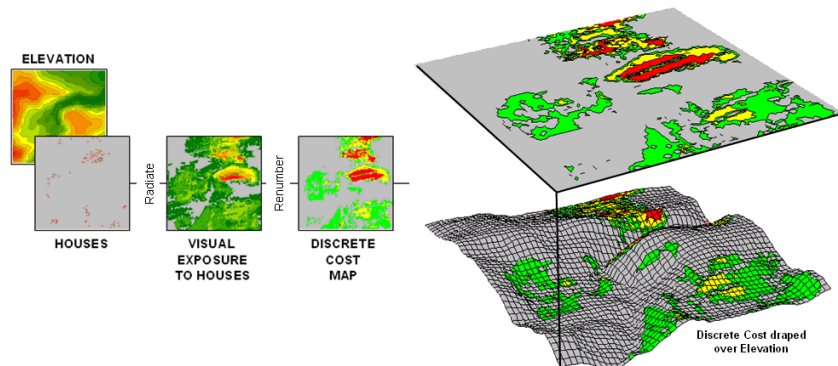 ELEVATION
HOUSES
Radiate
VISUAL
EXPOSURE
TO HOUSES
Renumber
DISCRETE
COST
MAP
Discrete Cost draped
over Elevation